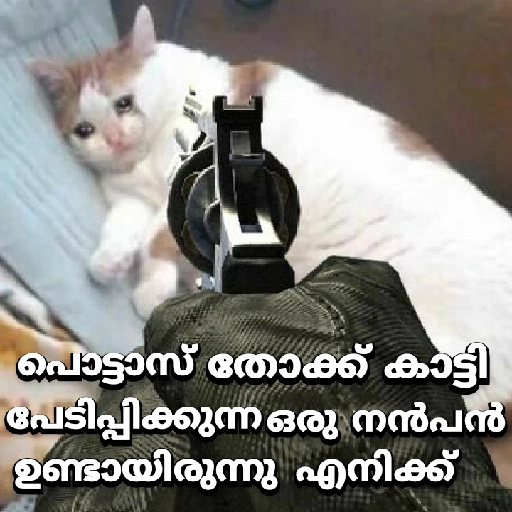 പൊട്ടാസ് തോക്ക് കാട്ടി
പേടിപ്പിക്കുന്ന ഒരു നൻപൻ
ഉണ്ടായിരുന്നു എനിക്ക്